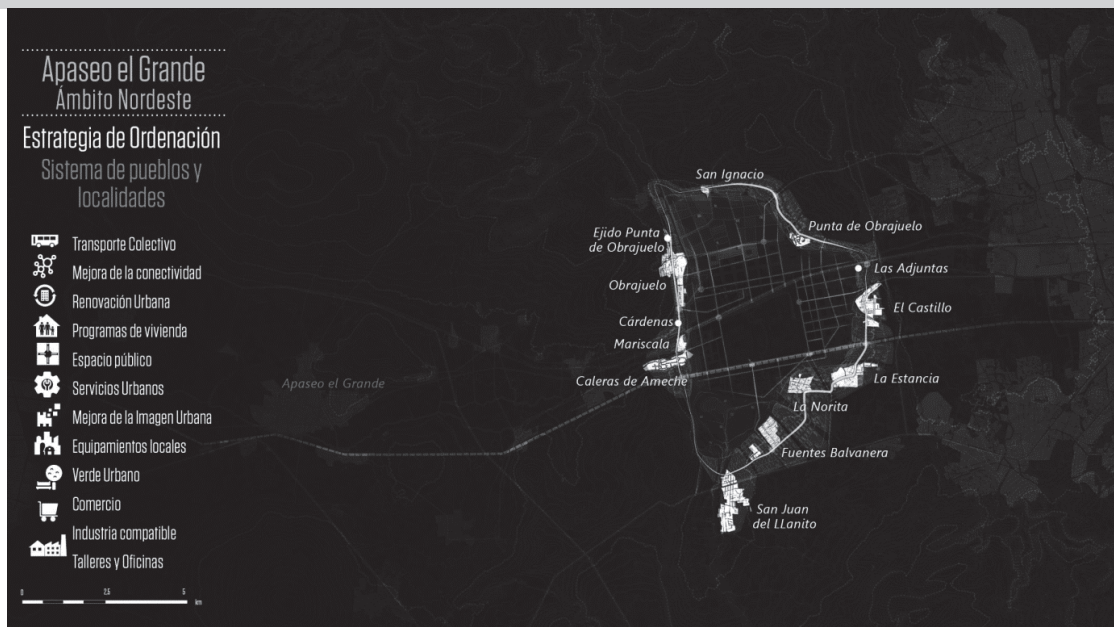 Apaseo el Grande
Ámbito Nordeste
Estrategia de Ordenación
Sistema de pueblos y
localidades
Transporte Colectivo
Mejora de la conectividad
Renovación Urbana
Programas de vivienda
Espacio público
Servicios Urbanos
Mejora de la Imagen Urbana
Equipamientos locales
Verde Urbano
Comercio
Industria compatible
Talleres y Oficinas
0 2,5 5
km
San Ignacio
Punta de Obrajuelo
Ejido Punta
de Obrajuelo
Las Adjuntas
Obrajuelo
El Castillo
Cárdenas
Mariscala
Caleras de Ameche
La Estancia
Apaseo el Grande
La Norita
Fuentes Balvanera
San Juan
del LLanito